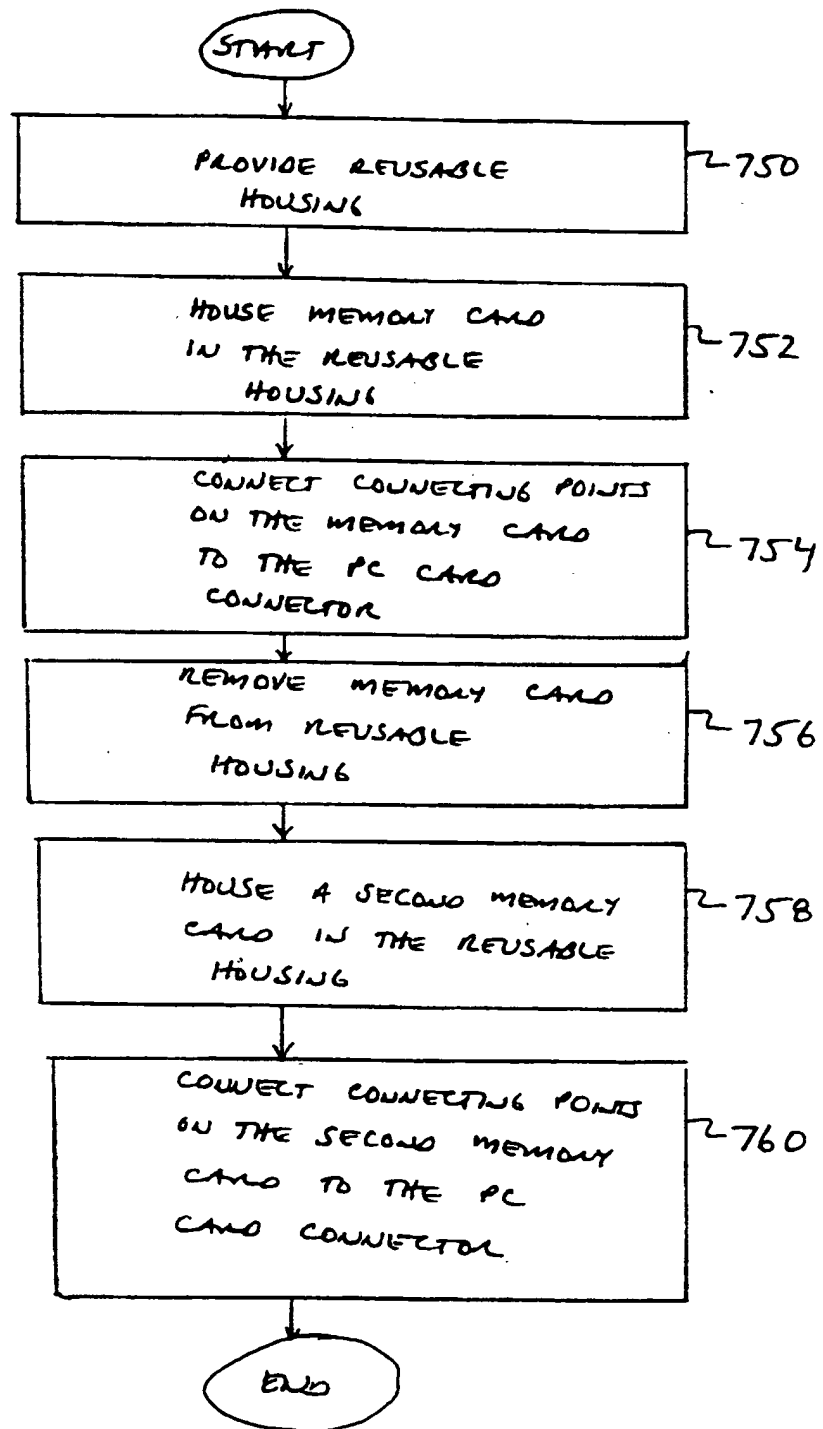 START
PROVIDE REUSABLE
HOUSING
750
HOUSE MEMORY CARD
IN THE REUSABLE
HOUSING
752
CONNECT CONNECTING POINTS
ON THE MEMORY CARD
TO THE PC CARD
CONNECTOR
754
REMOVE MEMORY CARD
FROM REUSABLE
HOUSING
756
HOUSE A SECOND MEMORY
CARD IN THE REUSABLE
HOUSING
758
CONNECT CONNECTING POINTS
ON THE SECOND MEMORY
CARD TO THE PC
CARD CONNECTOR
760
END